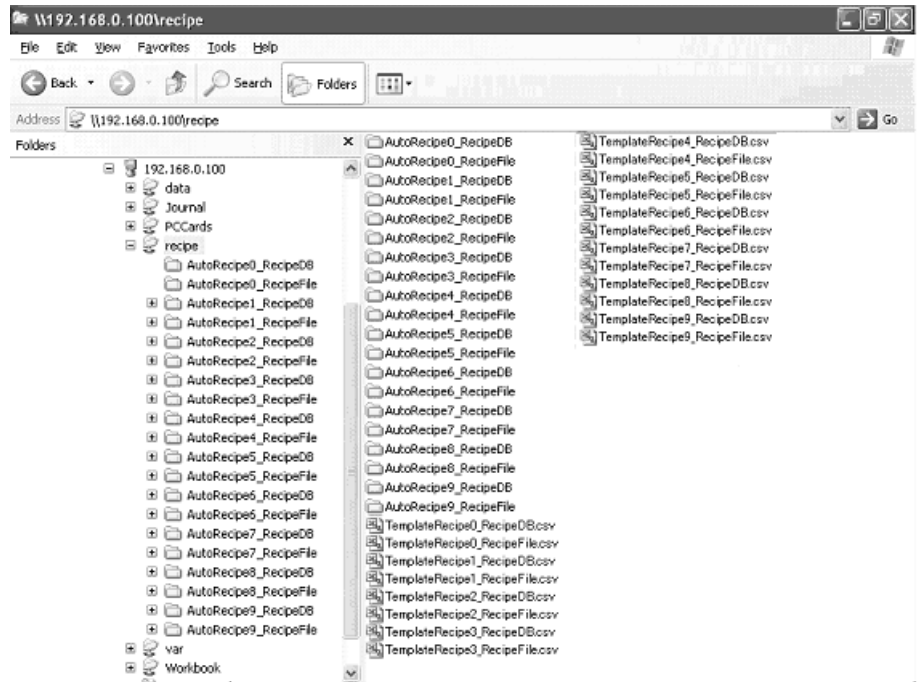 \\192.168.0.100\recipe
File Edit View Favorites Tools Help
Back Search Folders
Address \\192.168.0.100\recipe Go
Folders
192.168.0.100
data
Journal
PCCards
recipe
AutoRecipe0_RecipeDB
AutoRecipe0_RecipeFile
AutoRecipe1_RecipeDB
AutoRecipe1_RecipeFile
AutoRecipe2_RecipeDB
AutoRecipe2_RecipeFile
AutoRecipe3_RecipeDB
AutoRecipe3_RecipeFile
AutoRecipe4_RecipeDB
AutoRecipe4_RecipeFile
AutoRecipe5_RecipeDB
AutoRecipe5_RecipeFile
AutoRecipe6_RecipeDB
AutoRecipe6_RecipeFile
AutoRecipe7_RecipeDB
AutoRecipe7_RecipeFile
AutoRecipe8_RecipeDB
AutoRecipe8_RecipeFile
AutoRecipe9_RecipeDB
AutoRecipe9_RecipeFile
var
Workbook
AutoRecipe0_RecipeDB
AutoRecipe0_RecipeFile
AutoRecipe1_RecipeDB
AutoRecipe1_RecipeFile
AutoRecipe2_RecipeDB
AutoRecipe2_RecipeFile
AutoRecipe3_RecipeDB
AutoRecipe3_RecipeFile
AutoRecipe4_RecipeDB
AutoRecipe4_RecipeFile
AutoRecipe5_RecipeDB
AutoRecipe5_RecipeFile
AutoRecipe6_RecipeDB
AutoRecipe6_RecipeFile
AutoRecipe7_RecipeDB
AutoRecipe7_RecipeFile
AutoRecipe8_RecipeDB
AutoRecipe8_RecipeFile
AutoRecipe9_RecipeDB
AutoRecipe9_RecipeFile
TemplateRecipe0_RecipeDB.csv
TemplateRecipe0_RecipeFile.csv
TemplateRecipe1_RecipeDB.csv
TemplateRecipe1_RecipeFile.csv
TemplateRecipe2_RecipeDB.csv
TemplateRecipe2_RecipeFile.csv
TemplateRecipe3_RecipeDB.csv
TemplateRecipe3_RecipeFile.csv
TemplateRecipe4_RecipeDB.csv
TemplateRecipe4_RecipeFile.csv
TemplateRecipe5_RecipeDB.csv
TemplateRecipe5_RecipeFile.csv
TemplateRecipe6_RecipeDB.csv
TemplateRecipe6_RecipeFile.csv
TemplateRecipe7_RecipeDB.csv
TemplateRecipe7_RecipeFile.csv
TemplateRecipe8_RecipeDB.csv
TemplateRecipe8_RecipeFile.csv
TemplateRecipe9_RecipeDB.csv
TemplateRecipe9_RecipeFile.csv